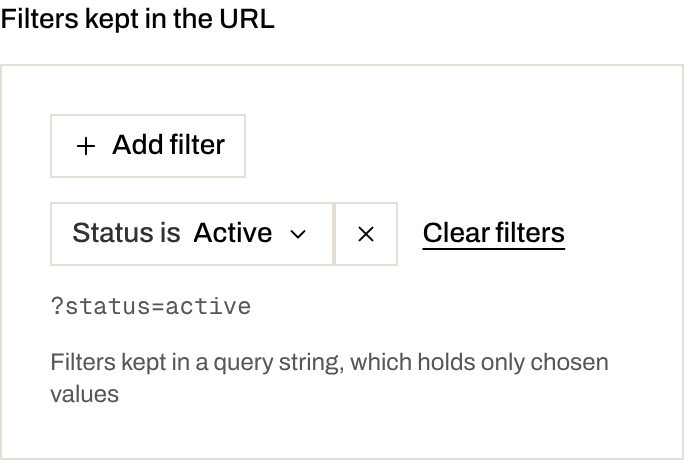 Filters kept in the URL
Add filter
Status is Active
Clear filters
?status=active
Filters kept in a query string, which holds only chosen
values